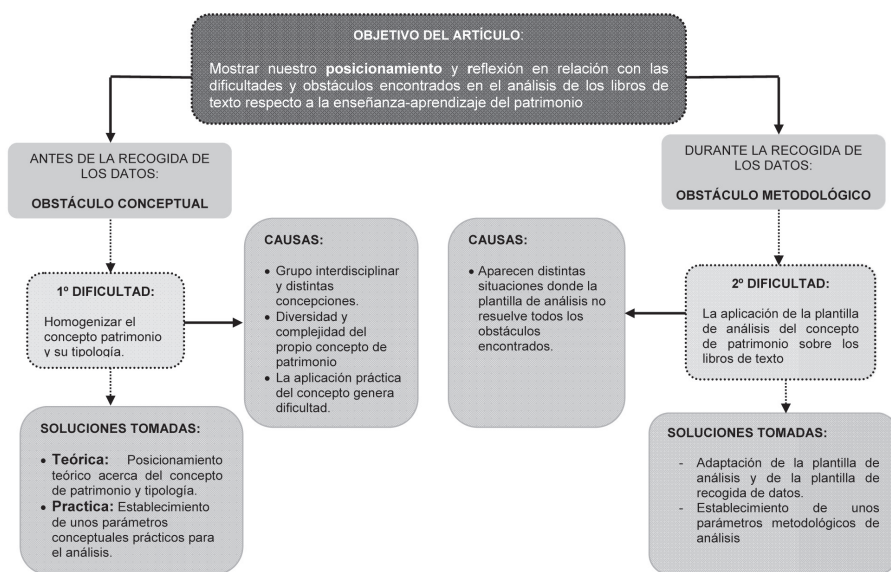 OBJETIVO DEL ARTÍCULO:
Mostrar nuestro posicionamiento y reflexión en relación con las
dificultades y obstáculos encontrados en el análisis de los libros de
texto respecto a la enseñanza-aprendizaje del patrimonio
ANTES DE LA RECOGIDA DE
LOS DATOS:
OBSTÁCULO CONCEPTUAL
DURANTE LA RECOGIDA DE
LOS DATOS:
OBSTÁCULO METODOLÓGICO
1º DIFICULTAD:
Homogenizar el
concepto patrimonio
y su tipología.
CAUSAS:
• Grupo interdisciplinar
y distintas
concepciones.
• Diversidad y
complejidad del
propio concepto de
patrimonio
• La aplicación práctica
del concepto genera
dificultad.
CAUSAS:
• Aparecen distintas
situaciones donde la
plantilla de análisis no
resuelve todos los
obstáculos
encontrados.
2º DIFICULTAD:
La aplicación de la plantilla
de análisis del concepto
de patrimonio sobre los
libros de texto
SOLUCIONES TOMADAS:
• Teórica: Posicionamiento
teórico acerca del concepto
de patrimonio y tipología.
• Practica: Establecimiento
de unos parámetros
conceptuales prácticos para
el análisis.
SOLUCIONES TOMADAS:
- Adaptación de la plantilla de
análisis y de la plantilla de
recogida de datos.
- Establecimiento de unos
parámetros metodológicos de
análisis